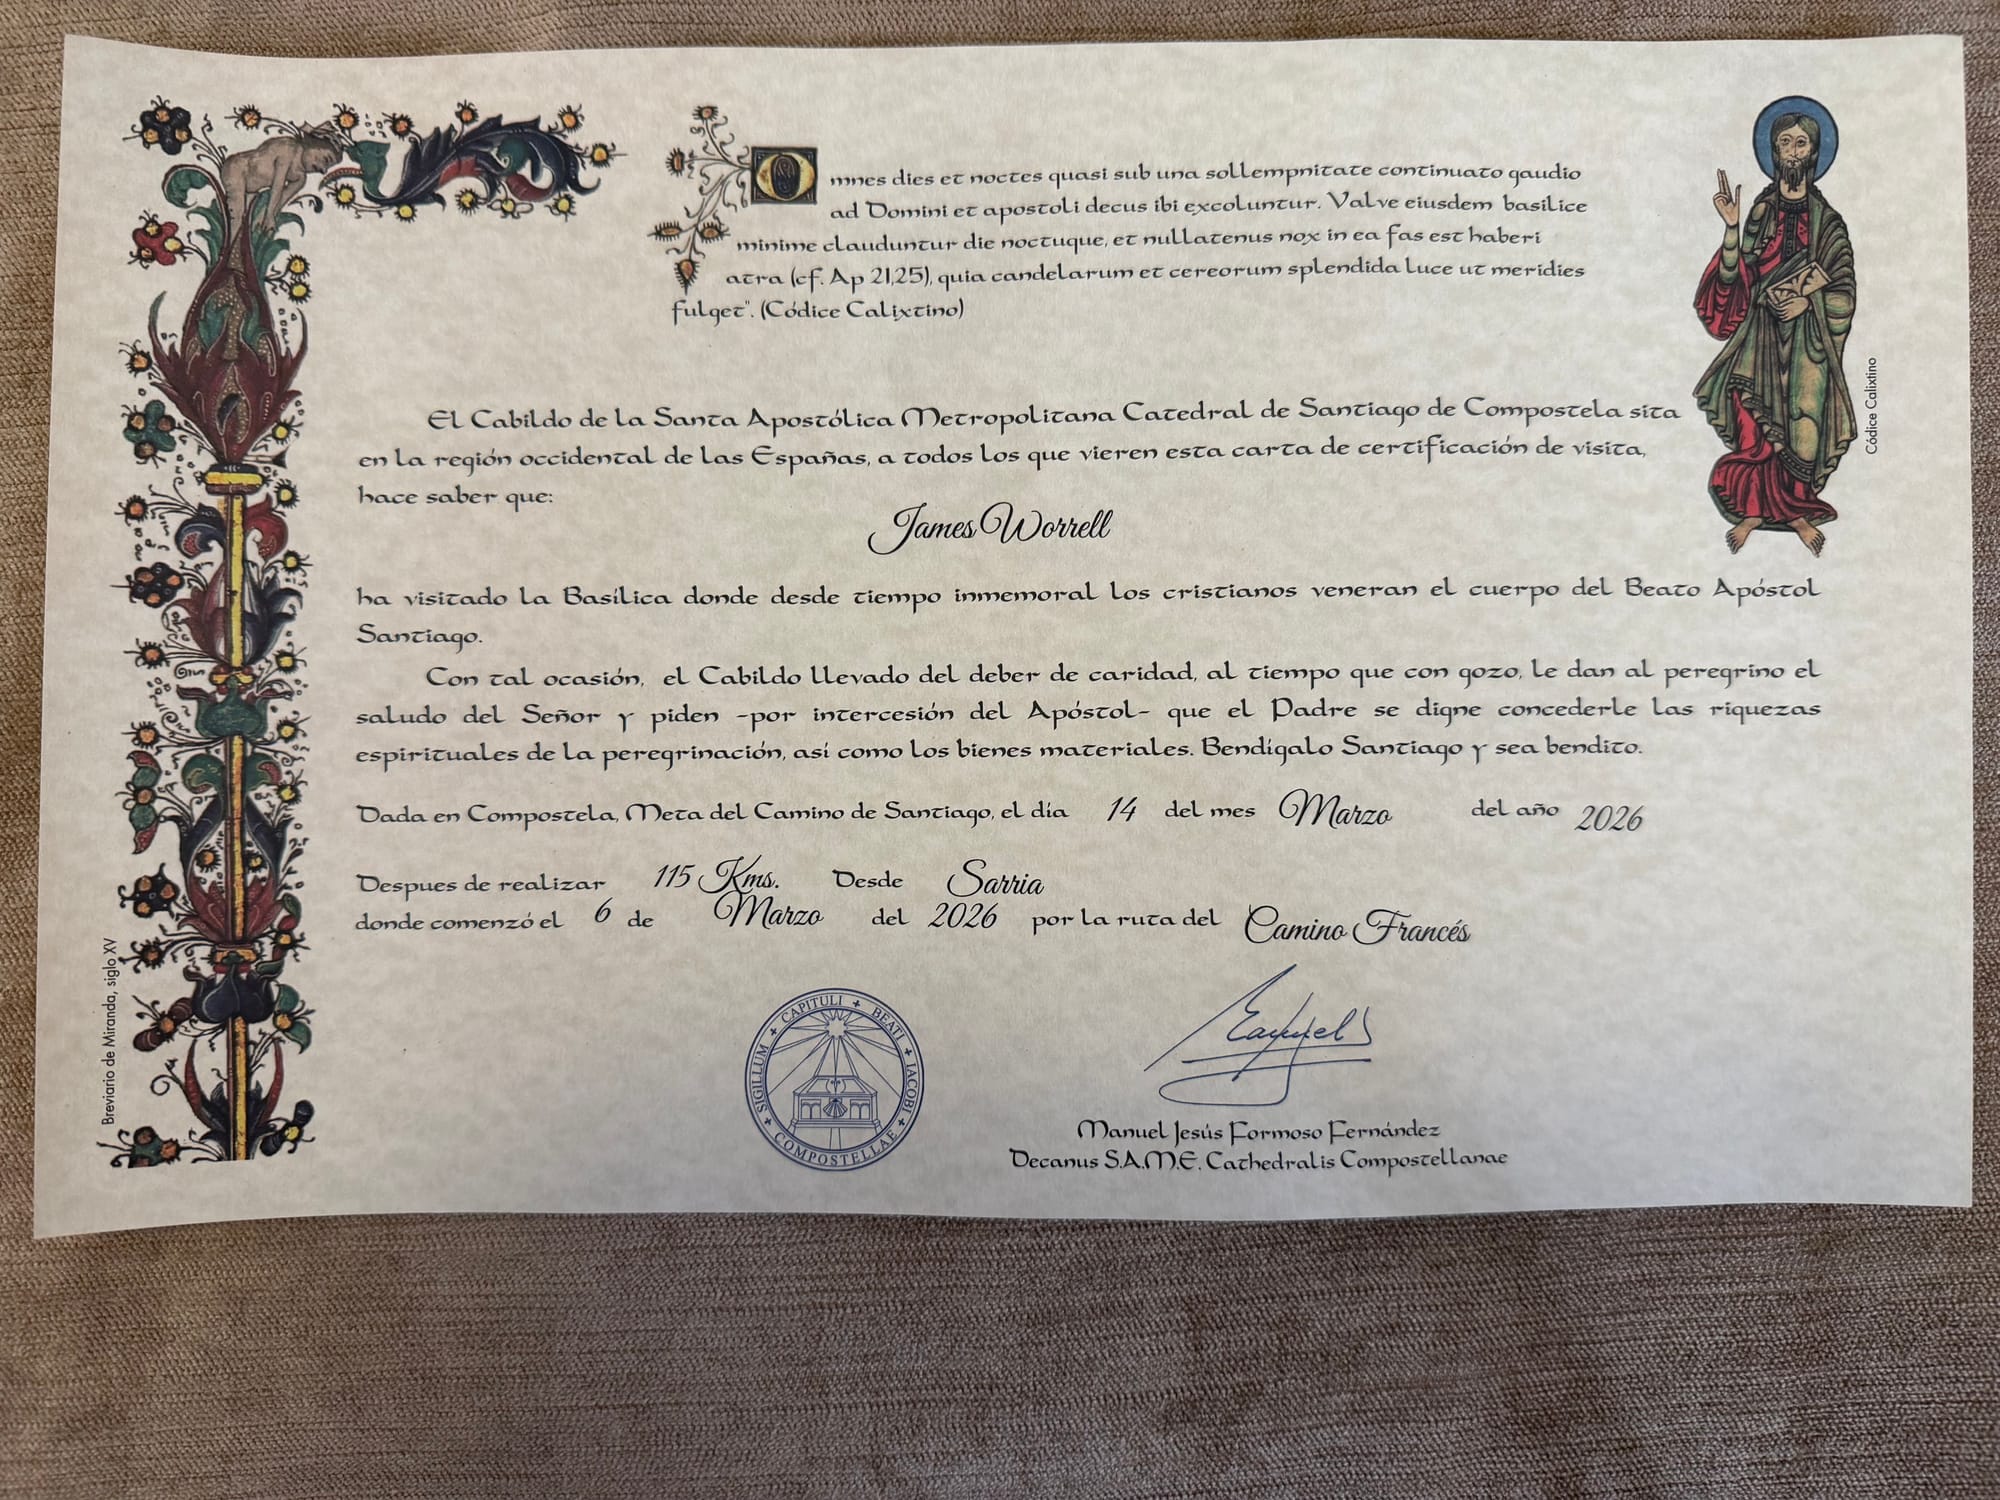 Omnes dies et noctes quasi sub una sollempnitate continuato gaudio
ad Domini et apostoli decus ibi excoluntur. Valve eiusdem basilice
minime clauduntur die noctuque, et nullatenus nox in ea fas est haberi
atra (cf. Ap 21,25), quia candelarum et cereorum splendida luce ut meridies
fulget". (Códice Calixtino)
Códice Calixtino
El Cabildo de la Santa Apostólica Metropolitana Catedral de Santiago de Compostela sita
en la región occidental de las Españas, a todos los que vieren esta carta de certificación de visita,
hace saber que:
James Worrell
ha visitado la Basílica donde desde tiempo inmemoral los cristianos veneran el cuerpo del Beato Apóstol
Santiago.
Con tal ocasión, el Cabildo llevado del deber de caridad, al tiempo que con gozo, le dan al peregrino el
saludo del Señor y piden -por intercesión del Apóstol- que el Padre se digne concederle las riquezas
espirituales de la peregrinación, así como los bienes materiales. Bendígalo Santiago y sea bendito.
Dada en Compostela, Meta del Camino de Santiago, el día 14 del mes Marzo del año 2026
Despues de realizar 115 Kms. Desde Sarria
donde comenzó el 6 de Marzo del 2026 por la ruta del Camino Francés
Breviario de Miranda, siglo XV
SIGILLUM + CAPITULI + BEATI + IACOBI + COMPOSTELLAE +
Manuel Jesús Formoso Fernández
Decanus S.A.M.E. Cathedralis Compostellanae